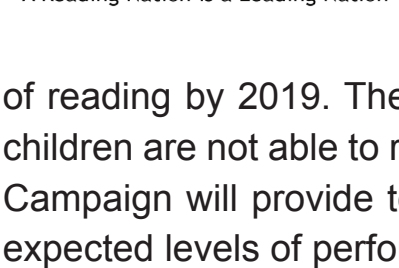 Reading Nation is a Leading Nation
of reading by 2019. The
children are not able to
Campaign will provide
expected levels of